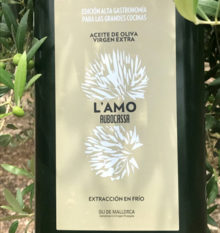 EDICIÓN ALTA GASTRONOMÍA
PARA LAS GRANDES COCINAS
ACEITE DE OLIVA
VIRGEN EXTRA
L'AMO
AUBOCASSA
EXTRACCIÓN EN FRÍO
OLI DE MALLORCA